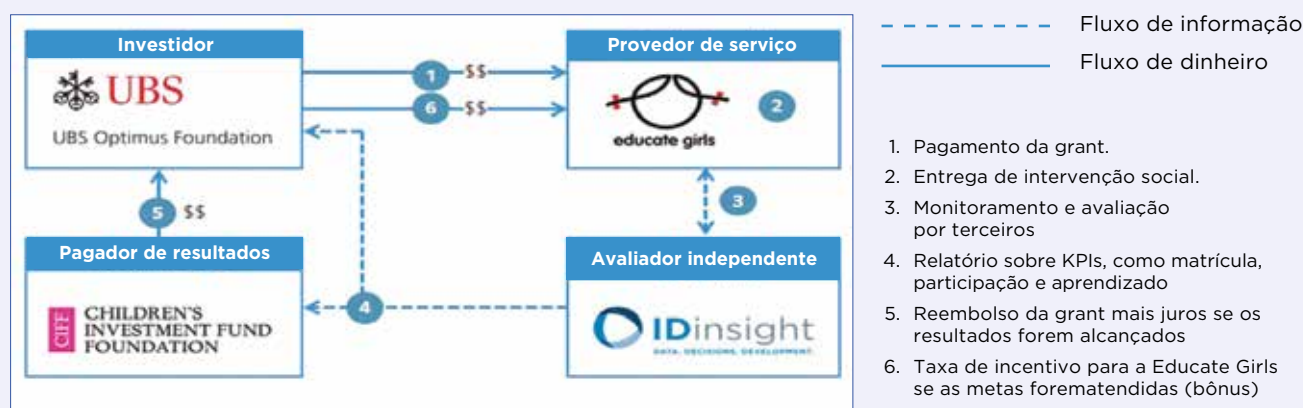 Investidor
UBS
UBS Optimus Foundation
1
$$
6
$$
Provedor de serviço
educate girls
2
3
5
$$
Pagador de resultados
CIFF
CHILDREN'S
INVESTMENT FUND
FOUNDATION
4
Avaliador independente
IDinsight
DATA. DECISIONS. DEVELOPMENT.
Fluxo de informação
Fluxo de dinheiro
1. Pagamento da grant.
2. Entrega de intervenção social.
3. Monitoramento e avaliação
por terceiros
4. Relatório sobre KPIs, como matrícula,
participação e aprendizado
5. Reembolso da grant mais juros se os
resultados forem alcançados
6. Taxa de incentivo para a Educate Girls
se as metas forematendidas (bônus)